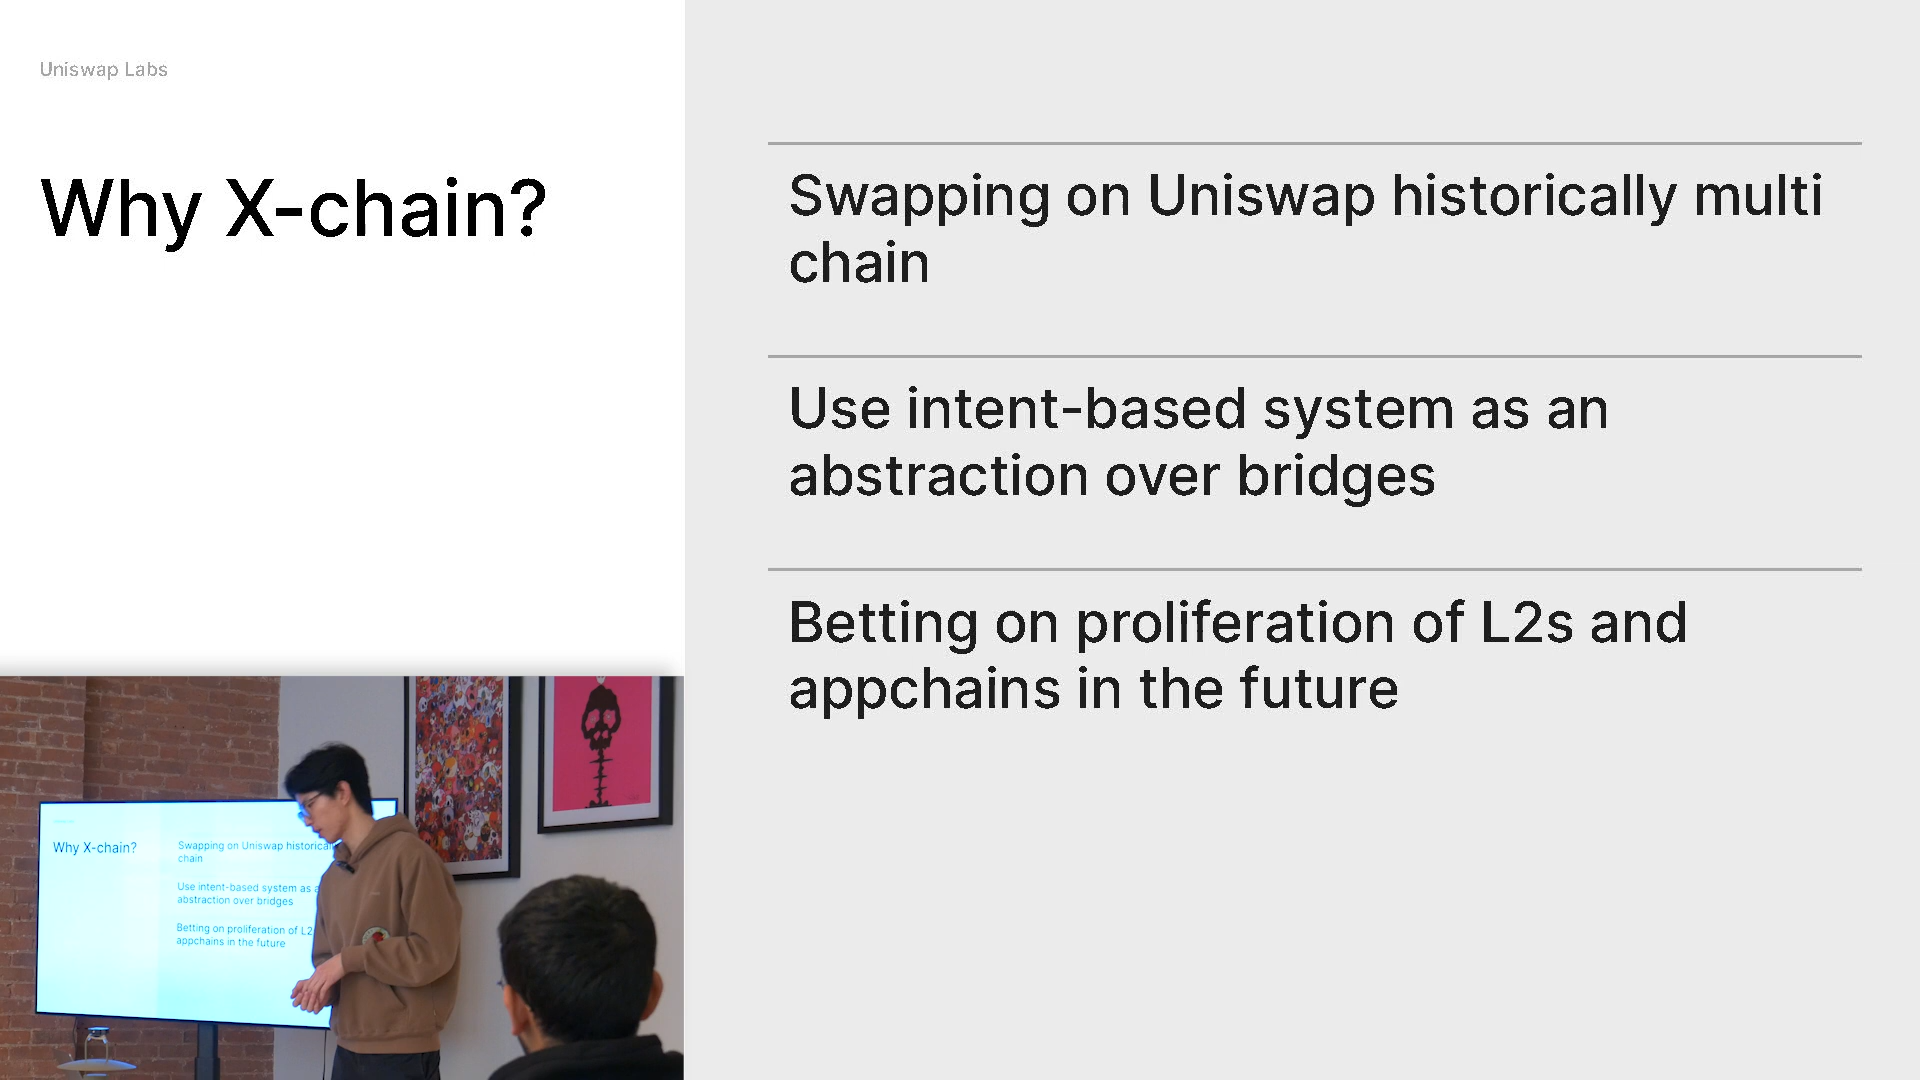 Uniswap Labs
Why X-chain?
Swapping on Uniswap historically multi
chain
Use intent-based system as an
abstraction over bridges
Betting on proliferation of L2s and
appchains in the future
Why X-chain?
Swapping on Uniswap historical
chain
Use intent-based system as a
abstraction over bridges
Betting on proliferation of L2
appchains in the future